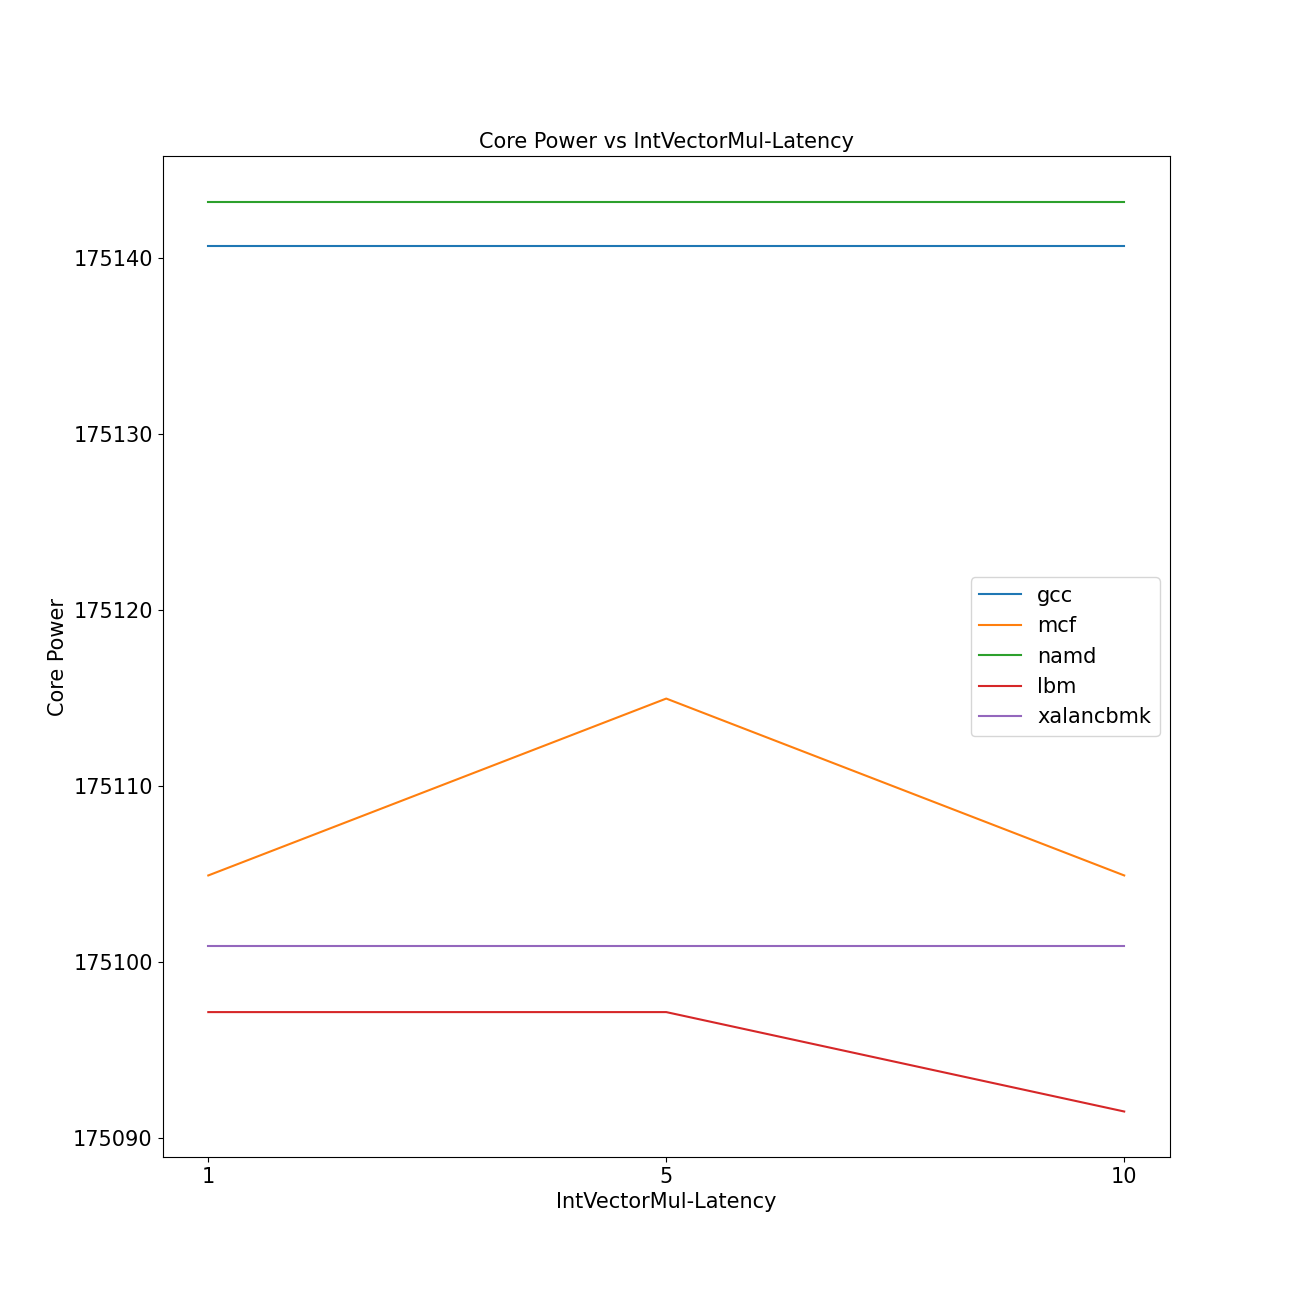 Core Power vs IntVectorMul-Latency
175140
175130
175120
175110
175100
175090
Core Power
gcc
mcf
namd
lbm
xalancbmk
1 5 10
IntVectorMul-Latency